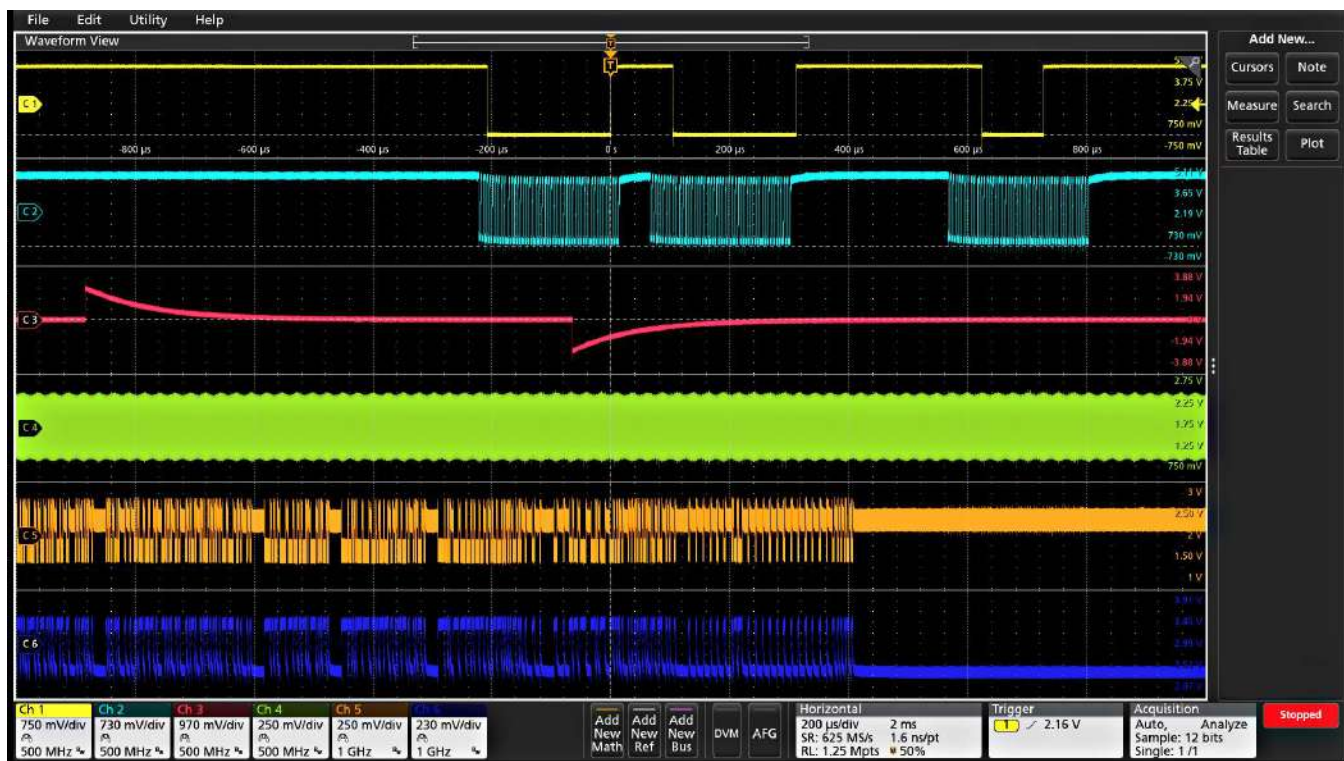 File Edit Utility Help
Waveform View
Add New...
Cursors Note
Measure Search
Results Table Plot
T
T
C 1
3.75 V
2.25
750 mV
-750 mV
-800 µs -600 µs -400 µs -200 µs 0 s 200 µs 400 µs 600 µs 800 µs
C 2
3.65 V
2.19 V
730 mV
-730 mV
C 3
3.88 V
1.94 V
-1.94 V
-3.88 V
C 4
2.75 V
2.25 V
1.75 V
1.25 V
750 mV
C 5
3 V
2.50 V
2 V
1.50 V
1 V
C 6
Ch 1
750 mV/div
500 MHz
Ch 2
730 mV/div
500 MHz
Ch 3
970 mV/div
500 MHz
Ch 4
250 mV/div
500 MHz
Ch 5
250 mV/div
1 GHz
Ch 6
230 mV/div
1 GHz
Add New Math
Add New Ref
Add New Bus
DVM
AFG
Horizontal
200 µs/div 2 ms
SR: 625 MS/s 1.6 ns/pt
RL: 1.25 Mpts 50%
Trigger
1 2.16 V
Acquisition
Auto, Analyze
Sample: 12 bits
Single: 1/1
Stopped